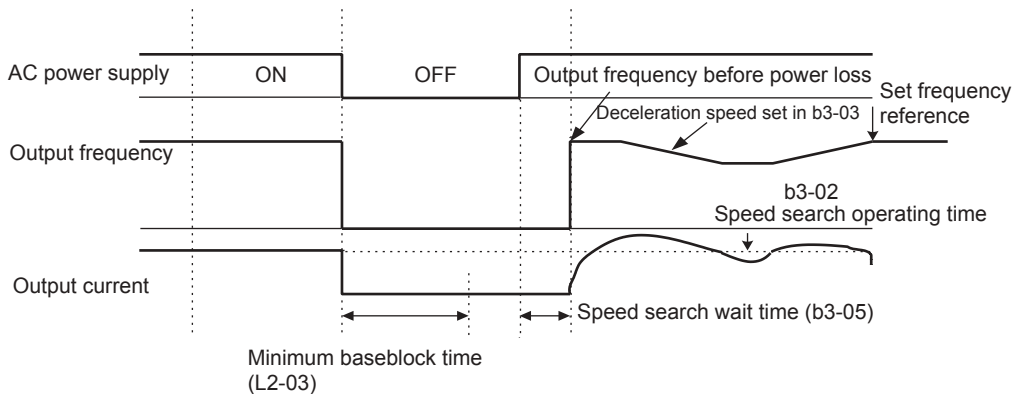 AC power supply
ON
OFF
Output frequency before power loss
Deceleration speed set in b3-03
Set frequency
reference
Output frequency
b3-02
Speed search operating time
Output current
Speed search wait time (b3-05)
Minimum baseblock time
(L2-03)